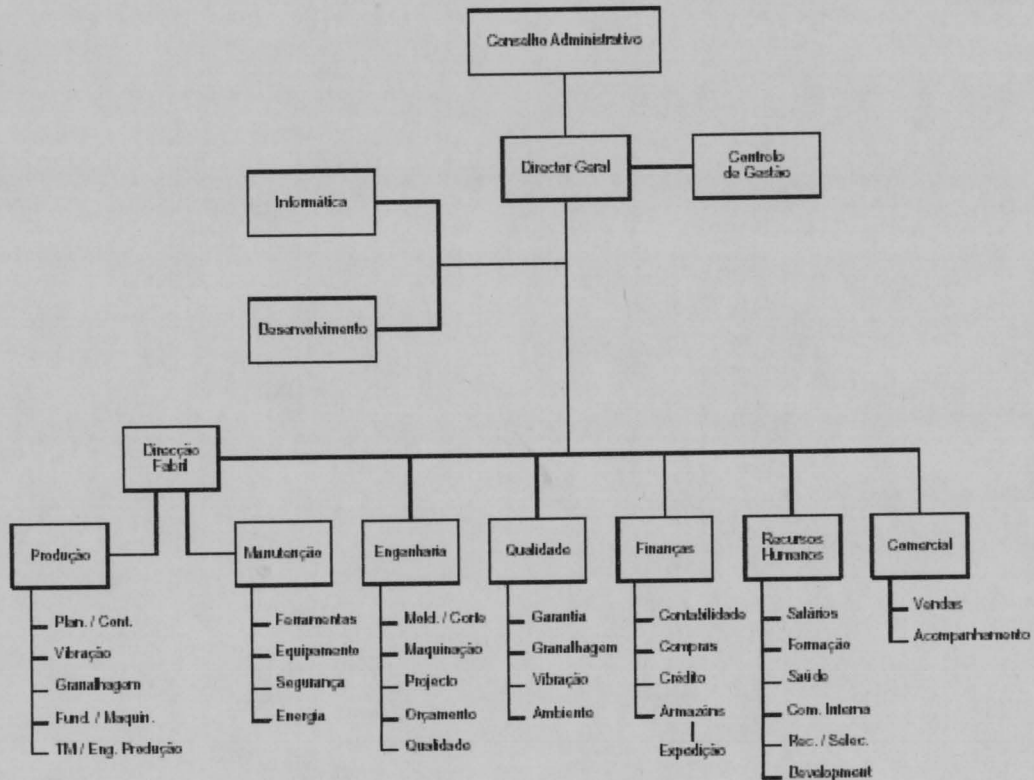 Conselho Administrativo
Director Geral
Controlo
de Gestão
Informática
Desenvolvimento
Direcção
Fabril
Produção
Manutenção
Engenharia
Qualidade
Finanças
Recursos
Humanos
Comercial
Plan. / Cont.
Vibração
Granalhagem
Fund. / Maquin.
TM / Eng. Produção
Ferramentas
Equipamento
Segurança
Energia
Mold. / Corte
Maquinação
Projecto
Orçamento
Qualidade
Garantia
Granalhagem
Vibração
Ambiente
Contabilidade
Compras
Crédito
Armazéns
Expedição
Salários
Formação
Saúde
Com. Interna
Rec. / Selec.
Development
Vendas
Acompanhamento